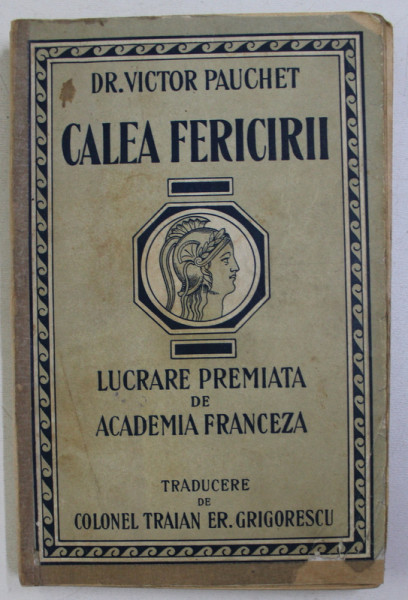 DR. VICTOR PAUCHET
CALEA FERICIRII
LUCRARE PREMIATA
DE
ACADEMIA FRANCEZA
TRADUCERE
DE
COLONEL TRAIAN ER. GRIGORESCU